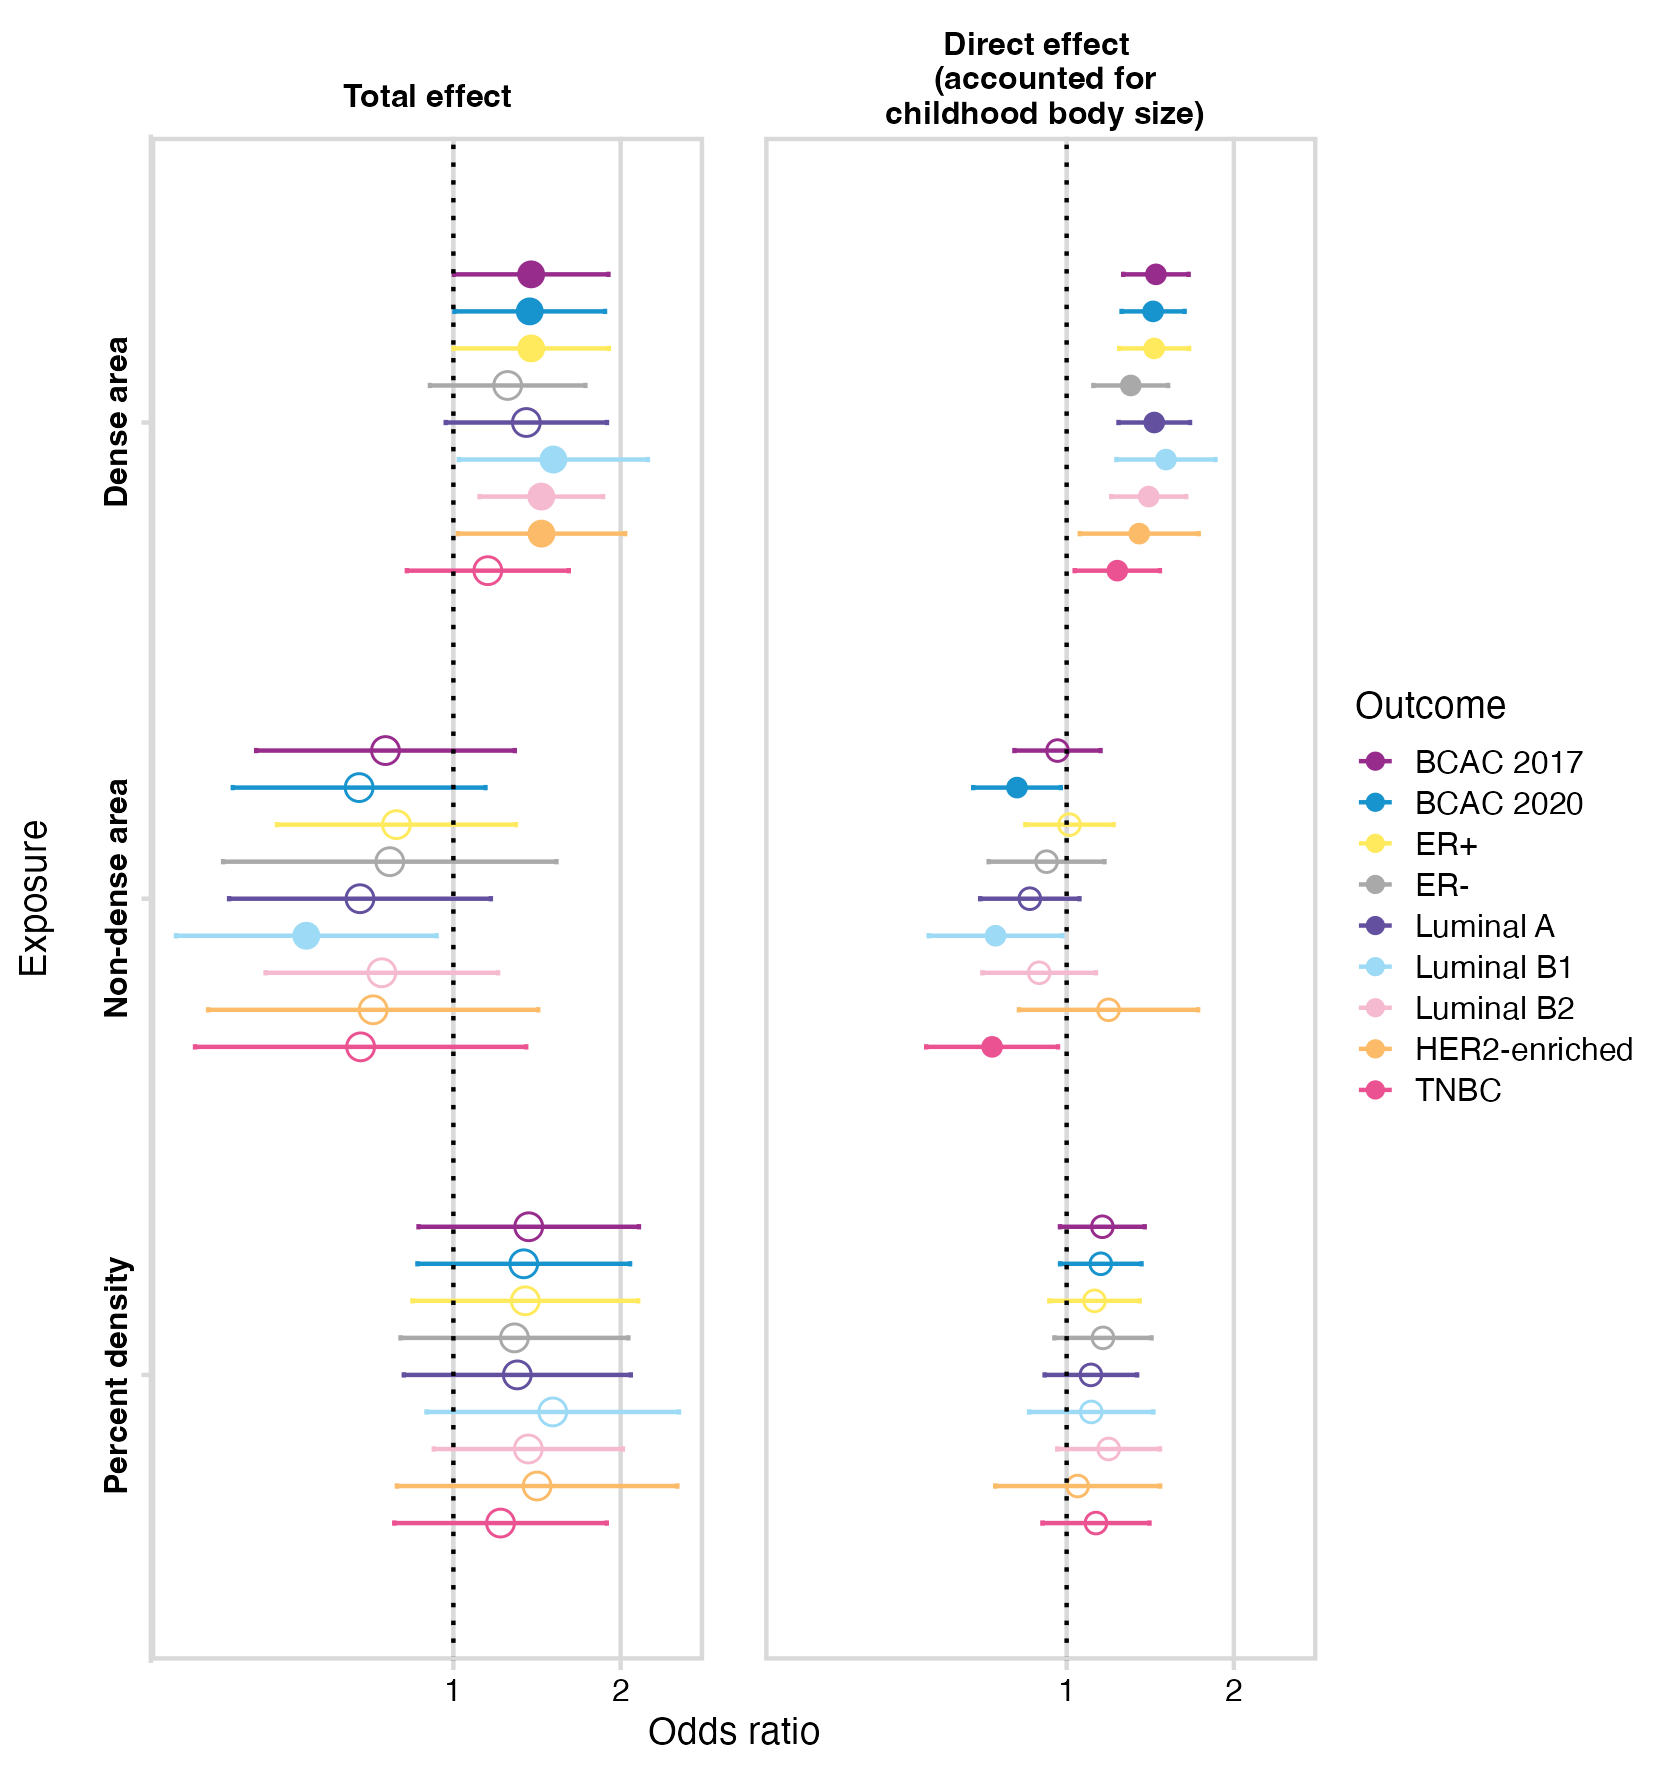 Total effect
Direct effect
(accounted for
childhood body size)
Exposure
Dense area
Non-dense area
Percent density
1
2
1
2
Odds ratio
Outcome
BCAC 2017
BCAC 2020
ER+
ER-
Luminal A
Luminal B1
Luminal B2
HER2-enriched
TNBC